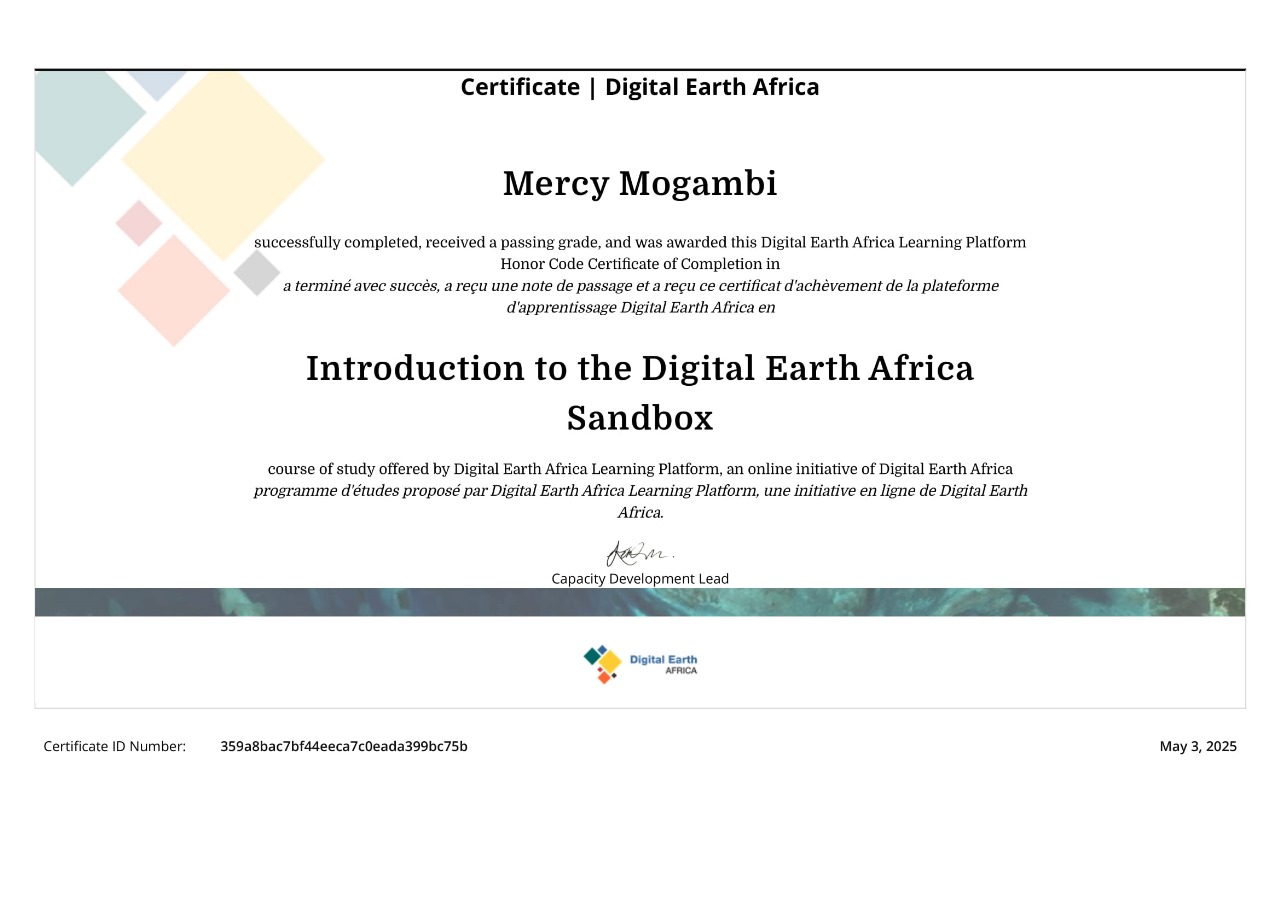 Certificate | Digital Earth Africa
Mercy Mogambi
successfully completed, received a passing grade, and was awarded this Digital Earth Africa Learning Platform
Honor Code Certificate of Completion in
a terminé avec succès, a reçu une note de passage et a reçu ce certificat d'achèvement de la plateforme
d'apprentissage Digital Earth Africa en
Introduction to the Digital Earth Africa
Sandbox
course of study offered by Digital Earth Africa Learning Platform, an online initiative of Digital Earth Africa
programme d'études proposé par Digital Earth Africa Learning Platform, une initiative en ligne de Digital Earth
Africa.
Capacity Development Lead
Digital Earth
AFRICA
Certificate ID Number: 359a8bac7bf44eeca7c0eada399bc75b May 3, 2025